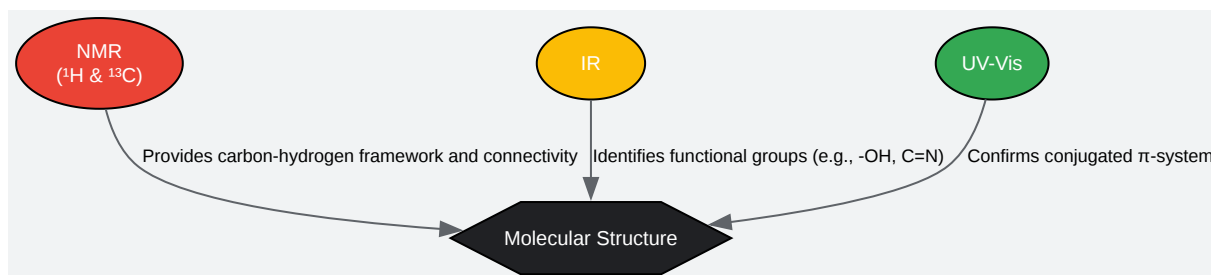 NMR
(¹H & ¹³C)
IR
UV-Vis
Provides carbon-hydrogen framework and connectivity
Identifies functional groups (e.g., -OH, C=N)
Confirms conjugated π-system
Molecular Structure